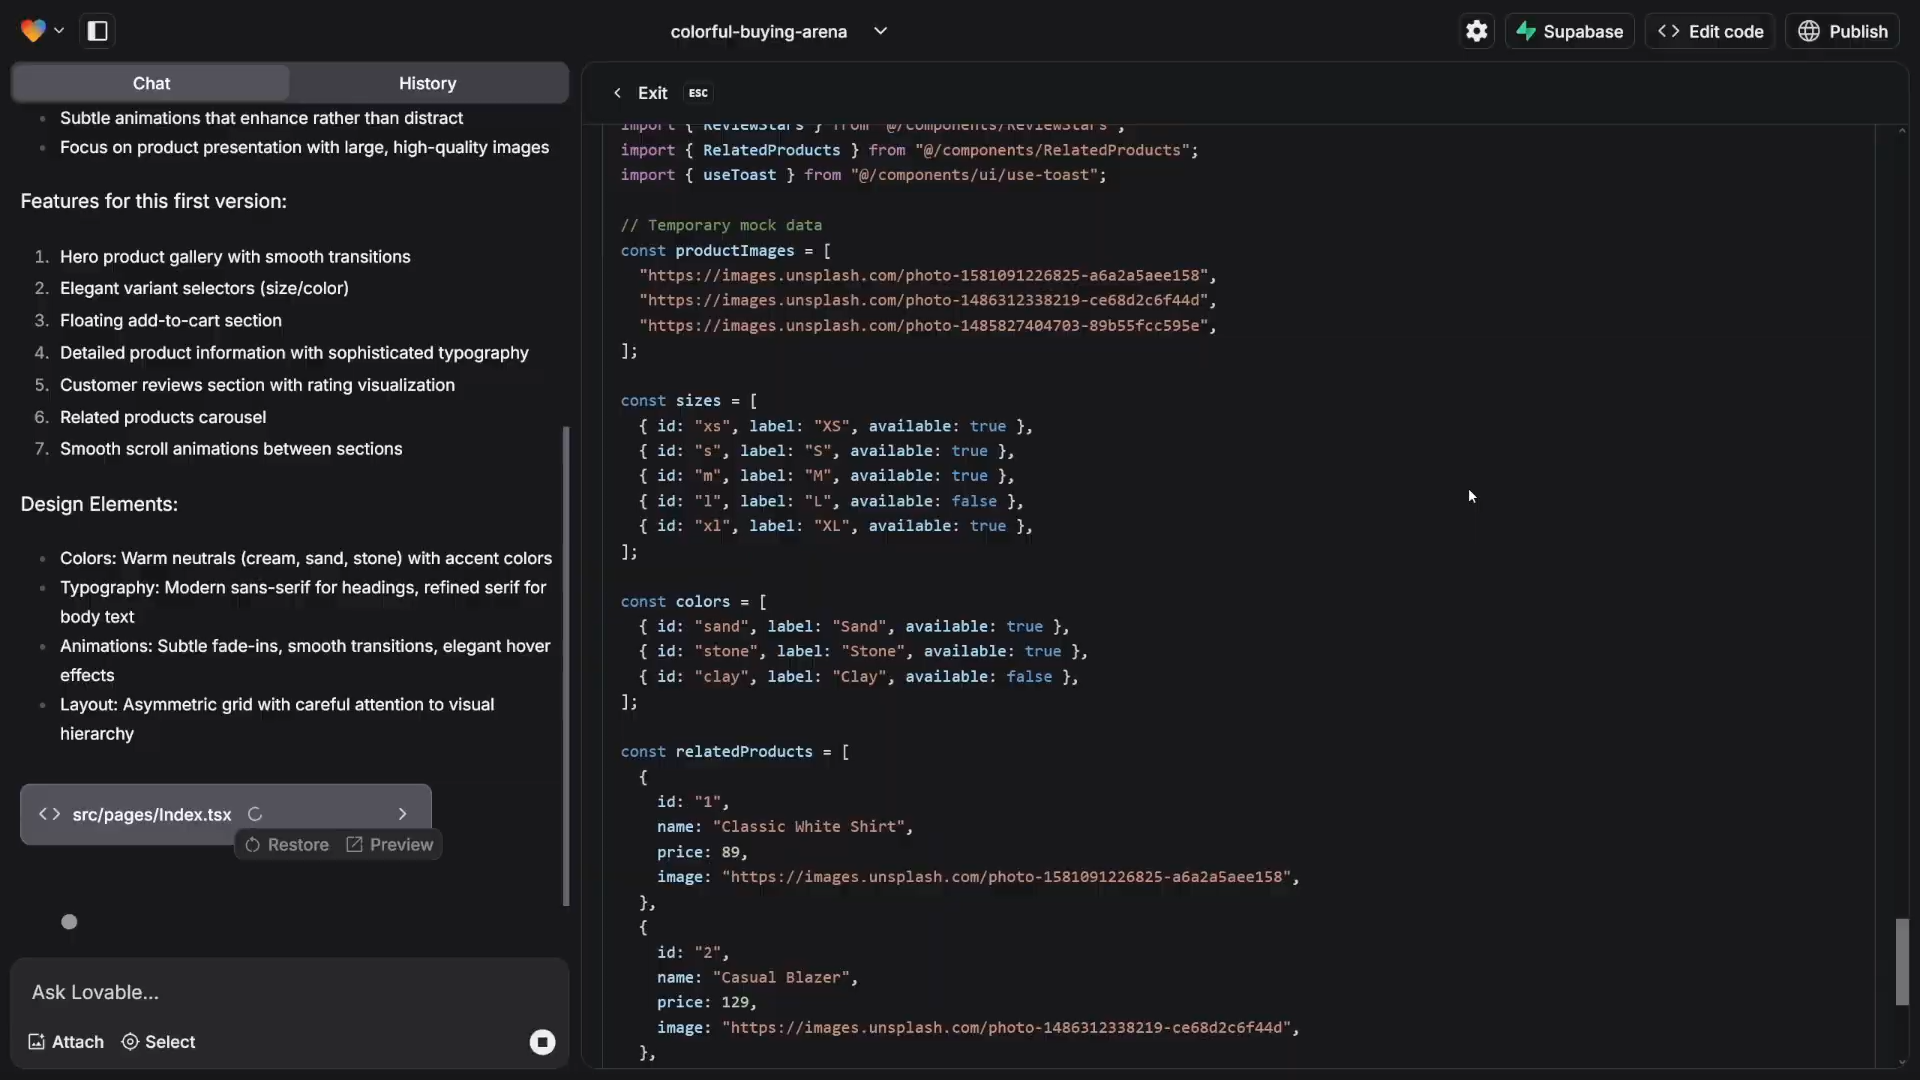 colorful-buying-arena
Supabase
Edit code
Publish
Chat
History
Subtle animations that enhance rather than distract
Focus on product presentation with large, high-quality images
Features for this first version:
1. Hero product gallery with smooth transitions
2. Elegant variant selectors (size/color)
3. Floating add-to-cart section
4. Detailed product information with sophisticated typography
5. Customer reviews section with rating visualization
6. Related products carousel
7. Smooth scroll animations between sections
Design Elements:
Colors: Warm neutrals (cream, sand, stone) with accent colors
Typography: Modern sans-serif for headings, refined serif for
body text
Animations: Subtle fade-ins, smooth transitions, elegant hover
effects
Layout: Asymmetric grid with careful attention to visual
hierarchy
<> src/pages/Index.tsx
Restore
Preview
Ask Lovable...
Attach
Select
Exit ESC
import { ReviewStars } from "@/components/ReviewStars";
import { RelatedProducts } from "@/components/RelatedProducts";
import { useToast } from "@/components/ui/use-toast";
// Temporary mock data
const productImages = [
"https://images.unsplash.com/photo-1581091226825-a6a2a5aee158",
"https://images.unsplash.com/photo-1486312338219-ce68d2c6f44d",
"https://images.unsplash.com/photo-1485827404703-89b55fcc595e",
];
const sizes = [
{ id: "xs", label: "XS", available: true },
{ id: "s", label: "S", available: true },
{ id: "m", label: "M", available: true },
{ id: "l", label: "L", available: false },
{ id: "xl", label: "XL", available: true },
];
const colors = [
{ id: "sand", label: "Sand", available: true },
{ id: "stone", label: "Stone", available: true },
{ id: "clay", label: "Clay", available: false },
];
const relatedProducts = [
{
id: "1",
name: "Classic White Shirt",
price: 89,
image: "https://images.unsplash.com/photo-1581091226825-a6a2a5aee158",
},
{
id: "2",
name: "Casual Blazer",
price: 129,
image: "https://images.unsplash.com/photo-1486312338219-ce68d2c6f44d",
},